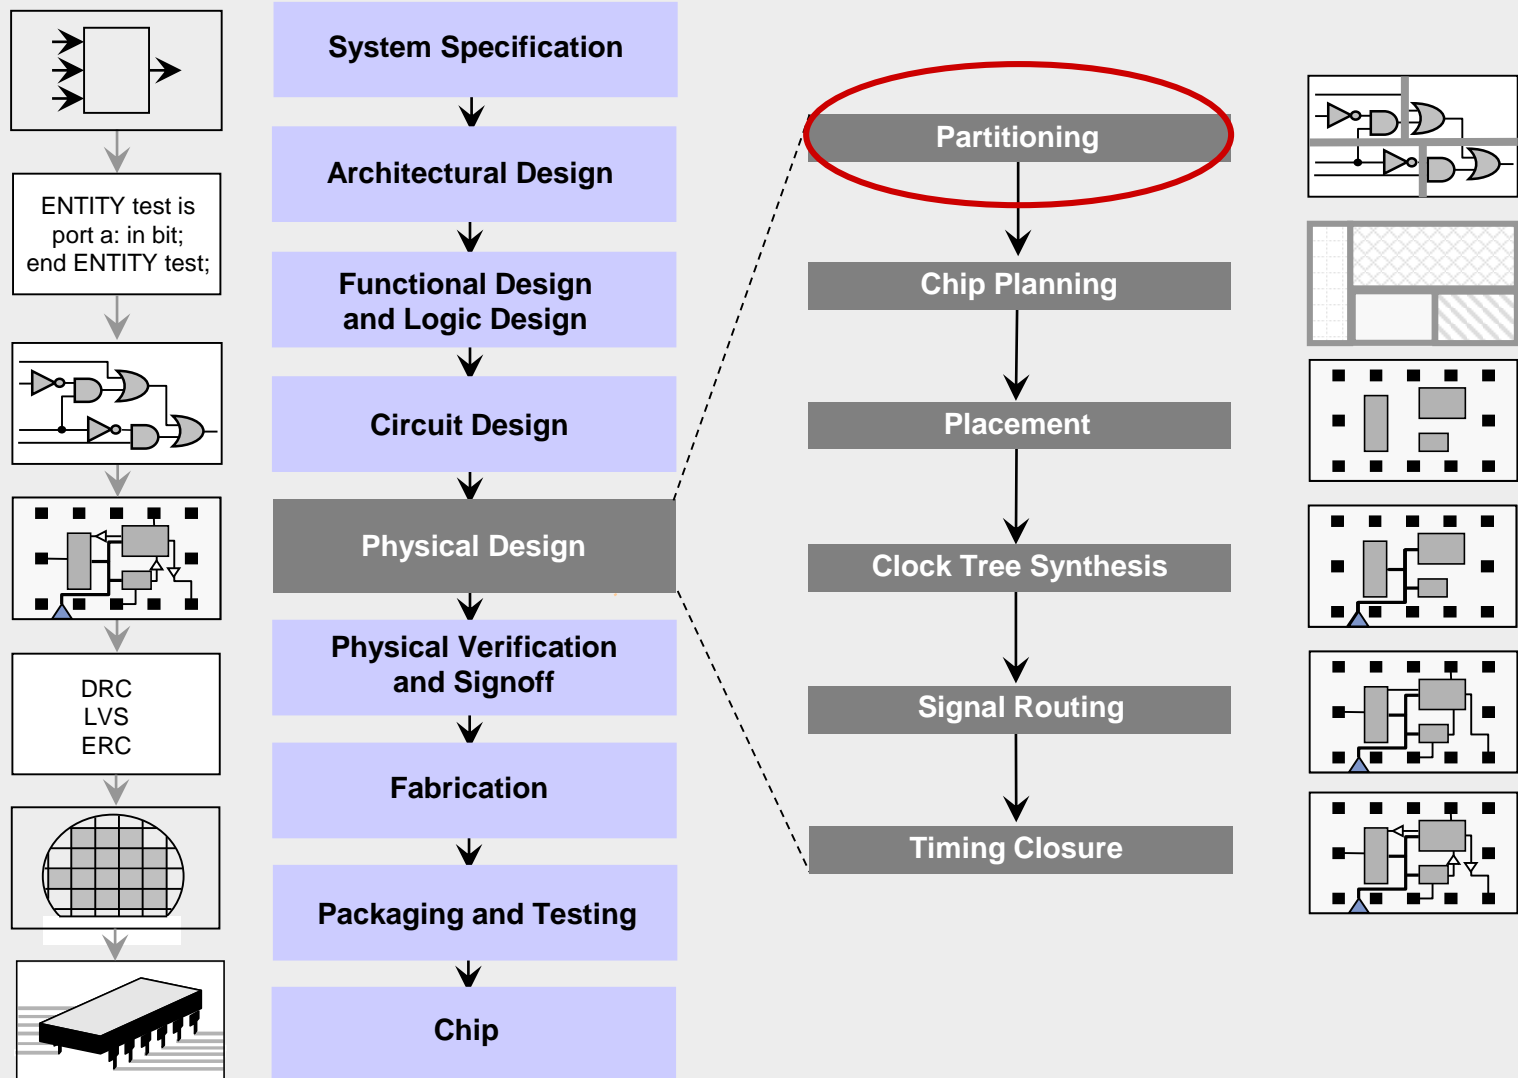 System Specification
Architectural Design
ENTITY test is
port a: in bit;
end ENTITY test;
Functional Design
and Logic Design
Circuit Design
Physical Design
Physical Verification
and Signoff
DRC
LVS
ERC
Fabrication
Packaging and Testing
Chip
Partitioning
Chip Planning
Placement
Clock Tree Synthesis
Signal Routing
Timing Closure